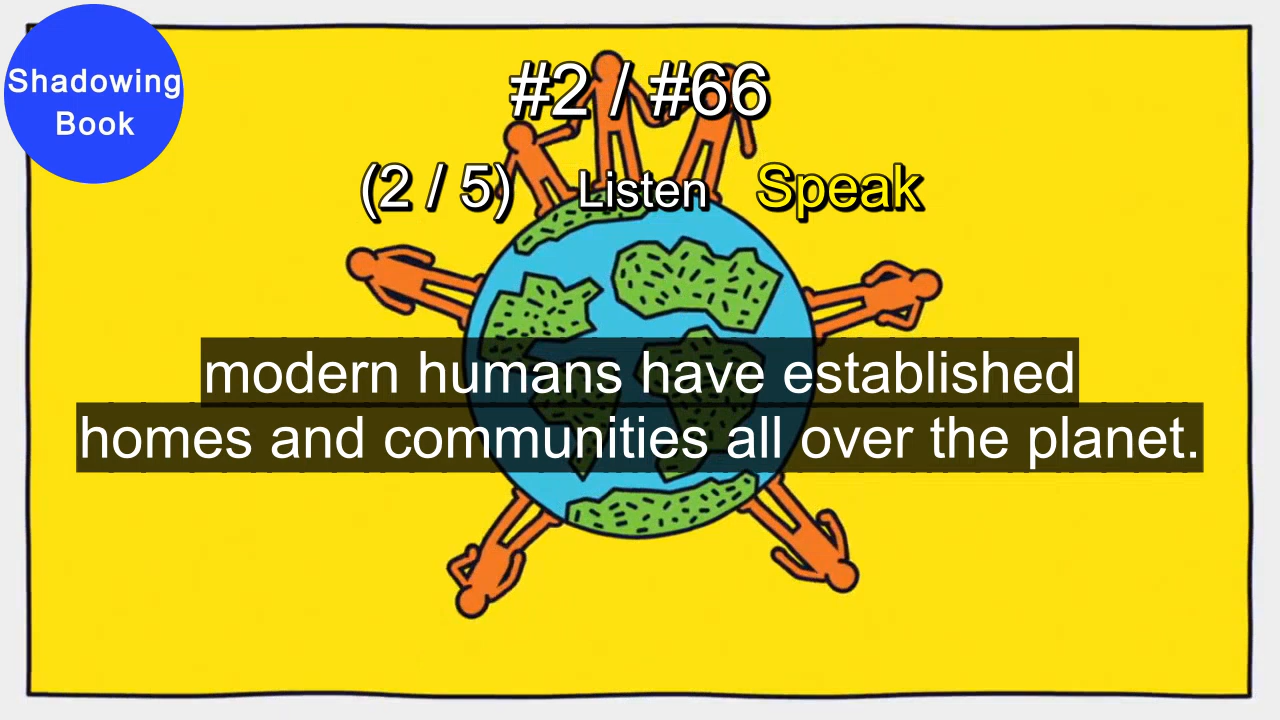 Shadowing
Book
#2 / #66
(2 / 5) Listen Speak
modern humans have established
homes and communities all over the planet.